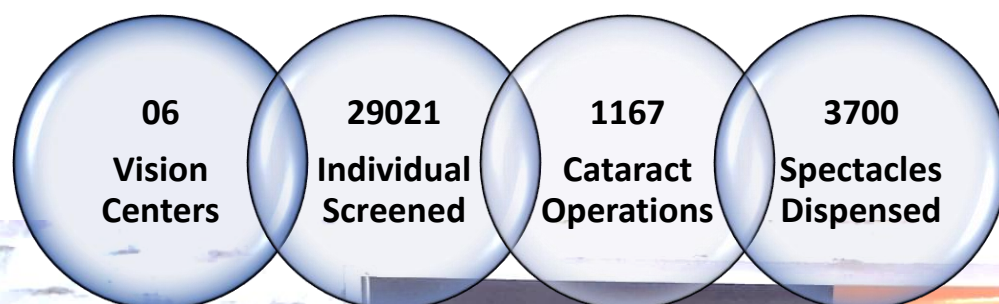 06
Vision
Centers
29021
Individual
Screened
1167
Cataract
Operations
3700
Spectacles
Dispensed